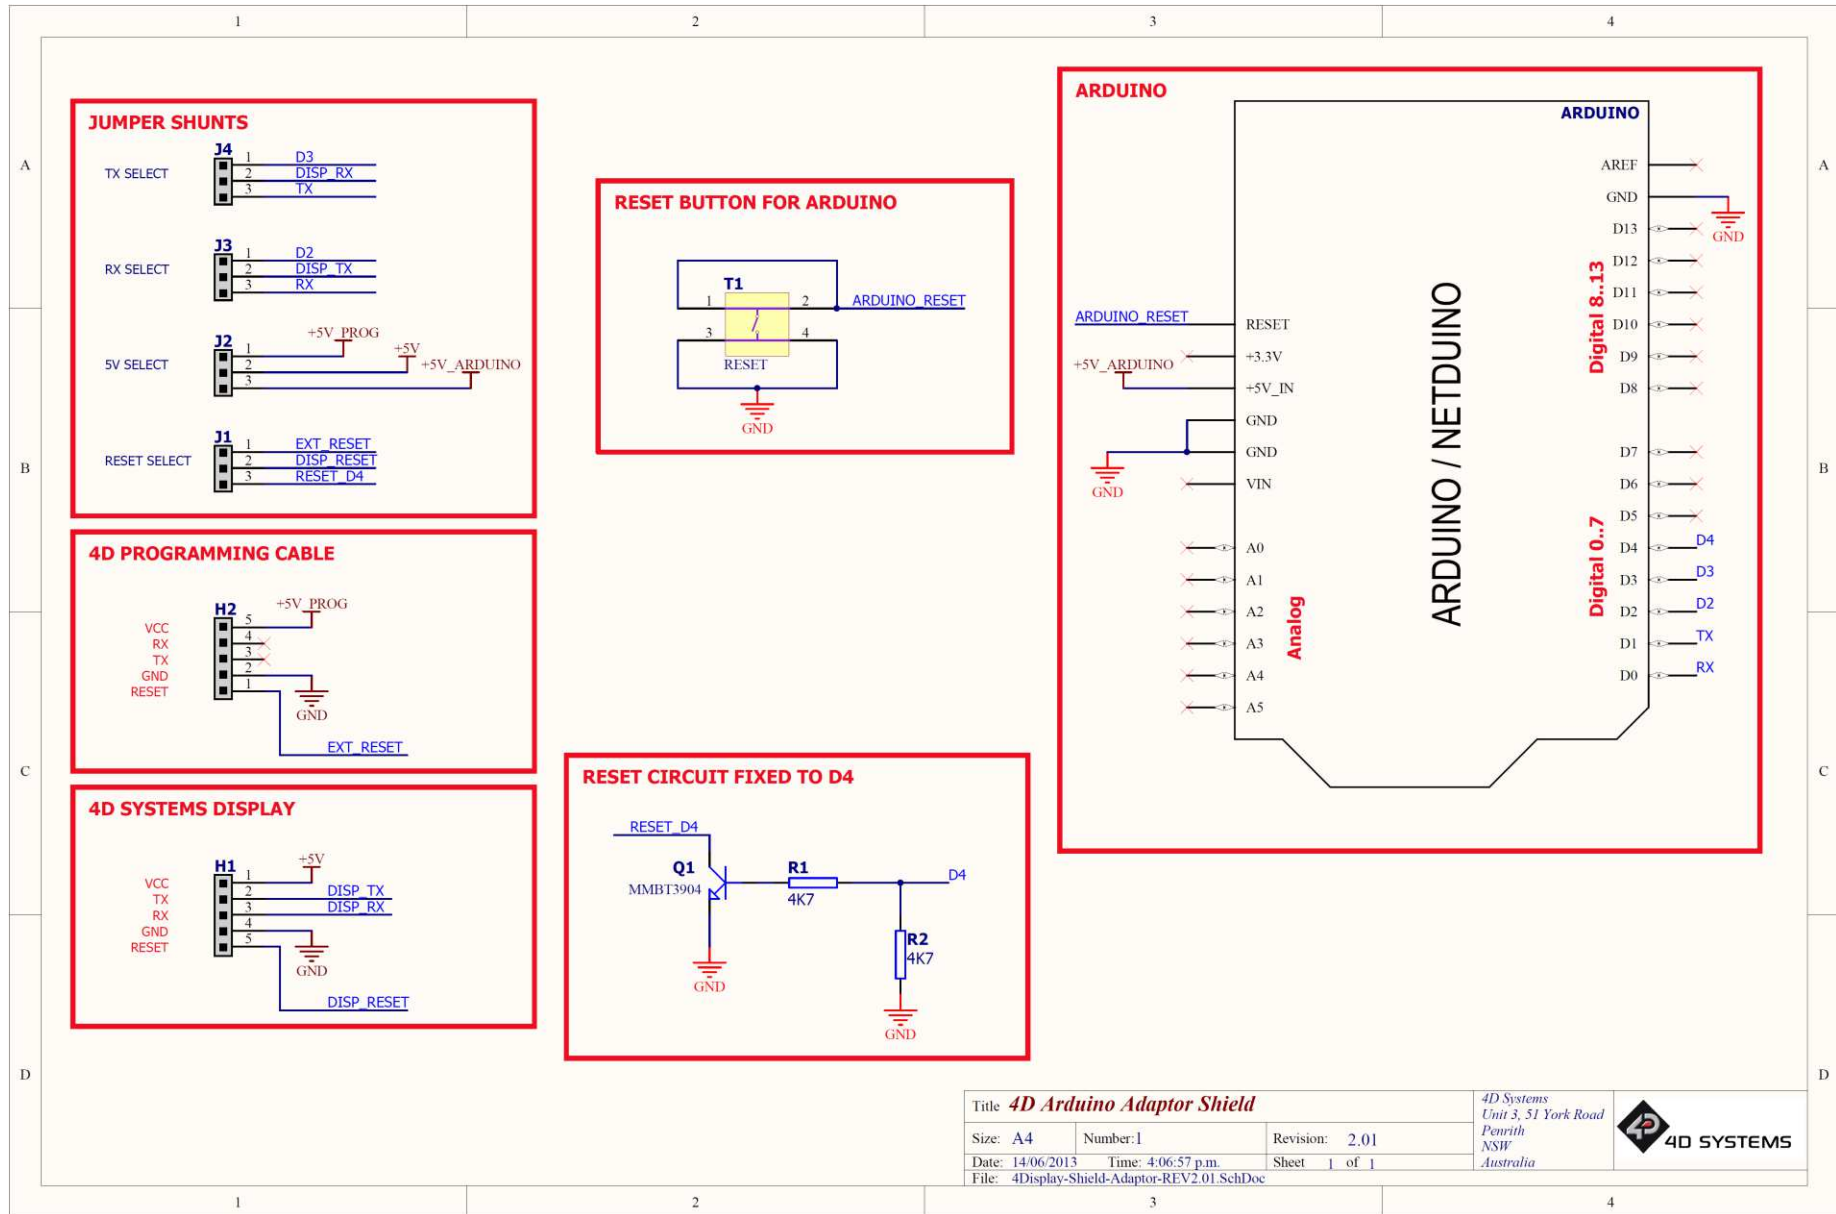 1 2 3 4
A
B
C
D
JUMPER SHUNTS
TX SELECT
J4
1 D3
2 DISP_RX
3 TX
RX SELECT
J3
1 D2
2 DISP_TX
3 RX
5V SELECT
J2
1 +5V_PROG
2 +5V
3 +5V_ARDUINO
RESET SELECT
J1
1 EXT_RESET
2 DISP_RESET
3 RESET_D4
4D PROGRAMMING CABLE
H2
+5V_PROG
VCC 5
RX 4
TX 3
GND 2
RESET 1
GND
EXT_RESET
4D SYSTEMS DISPLAY
H1
+5V
VCC 1
TX 2 DISP_TX
RX 3 DISP_RX
GND 4
RESET 5
GND
DISP_RESET
RESET BUTTON FOR ARDUINO
T1
1 2 ARDUINO_RESET
3 4
RESET
GND
RESET CIRCUIT FIXED TO D4
RESET_D4
Q1
MMBT3904
R1
4K7
D4
R2
4K7
GND
GND
ARDUINO
ARDUINO
ARDUINO_RESET
RESET
+3.3V
+5V_ARDUINO
+5V_IN
GND
GND
GND
VIN
A0
A1
A2
A3
A4
A5
Analog
ARDUINO / NETDUINO
AREF
GND
GND
D13
D12
D11
D10
D9
D8
Digital 8..13
D7
D6
D5
D4 D4
D3 D3
D2 D2
D1 TX
D0 RX
Digital 0..7
A
B
C
D
Title 4D Arduino Adaptor Shield
Size: A4 Number:1 Revision: 2.01
Date: 14/06/2013 Time: 4:06:57 p.m. Sheet 1 of 1
File: 4Display-Shield-Adaptor-REV2.01.SchDoc
4D Systems
Unit 3, 51 York Road
Penrith
NSW
Australia
4D SYSTEMS
1 2 3 4